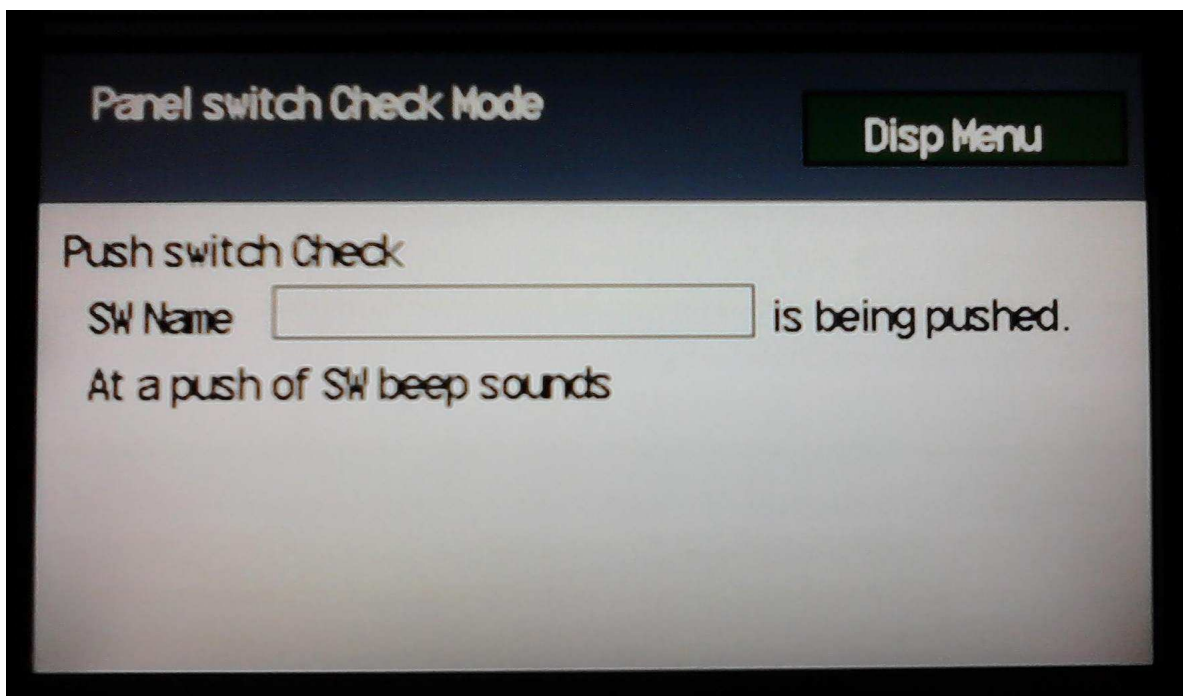 Panel switch Check Mode
Disp Menu
Push switch Check
SW Name is being pushed.
At a push of SW beep sounds